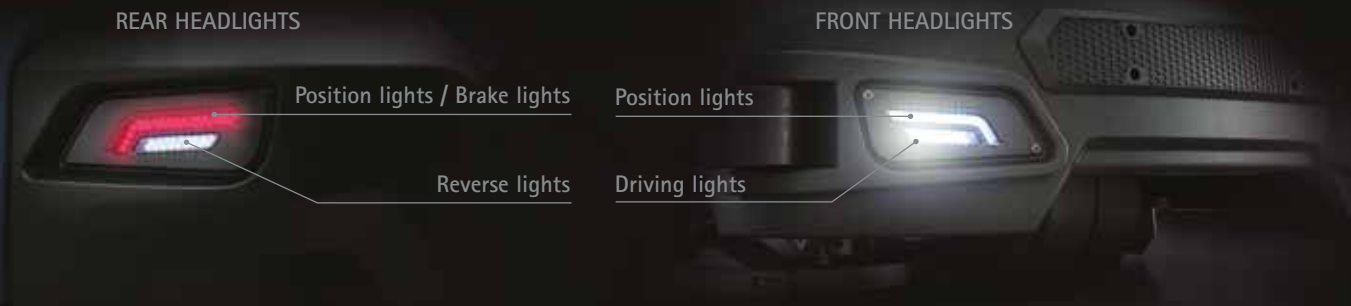 REAR HEADLIGHTS
Position lights / Brake lights
Reverse lights
FRONT HEADLIGHTS
Position lights
Driving lights